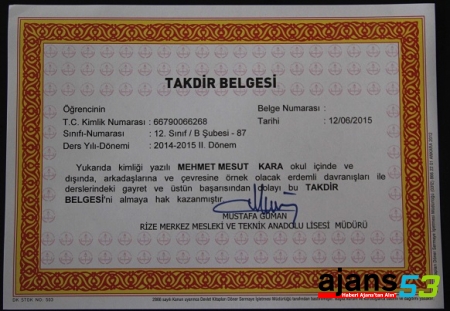 TAKDİR BELGESİ
Öğrencinin
Belge Numarası :
T.C. Kimlik Numarası : 66790066268
Tarihi : 12/06/2015
Sınıfı-Numarası : 12. Sınıf / B Şubesi - 87
Ders Yılı-Dönemi : 2014-2015 II. Dönem
Yukarıda kimliği yazılı MEHMET MESUT KARA okul içinde ve
dışında, arkadaşlarına ve çevresine örnek olacak erdemli davranışları ile
derslerindeki gayret ve üstün başarısından dolayı bu TAKDİR
BELGESİ'ni almaya hak kazanmıştır.
MUSTAFA GÜMAN
RİZE MERKEZ MESLEKİ VE TEKNİK ANADOLU LİSESİ MÜDÜRÜ
ajans53
Haberi Ajans'tan Alın